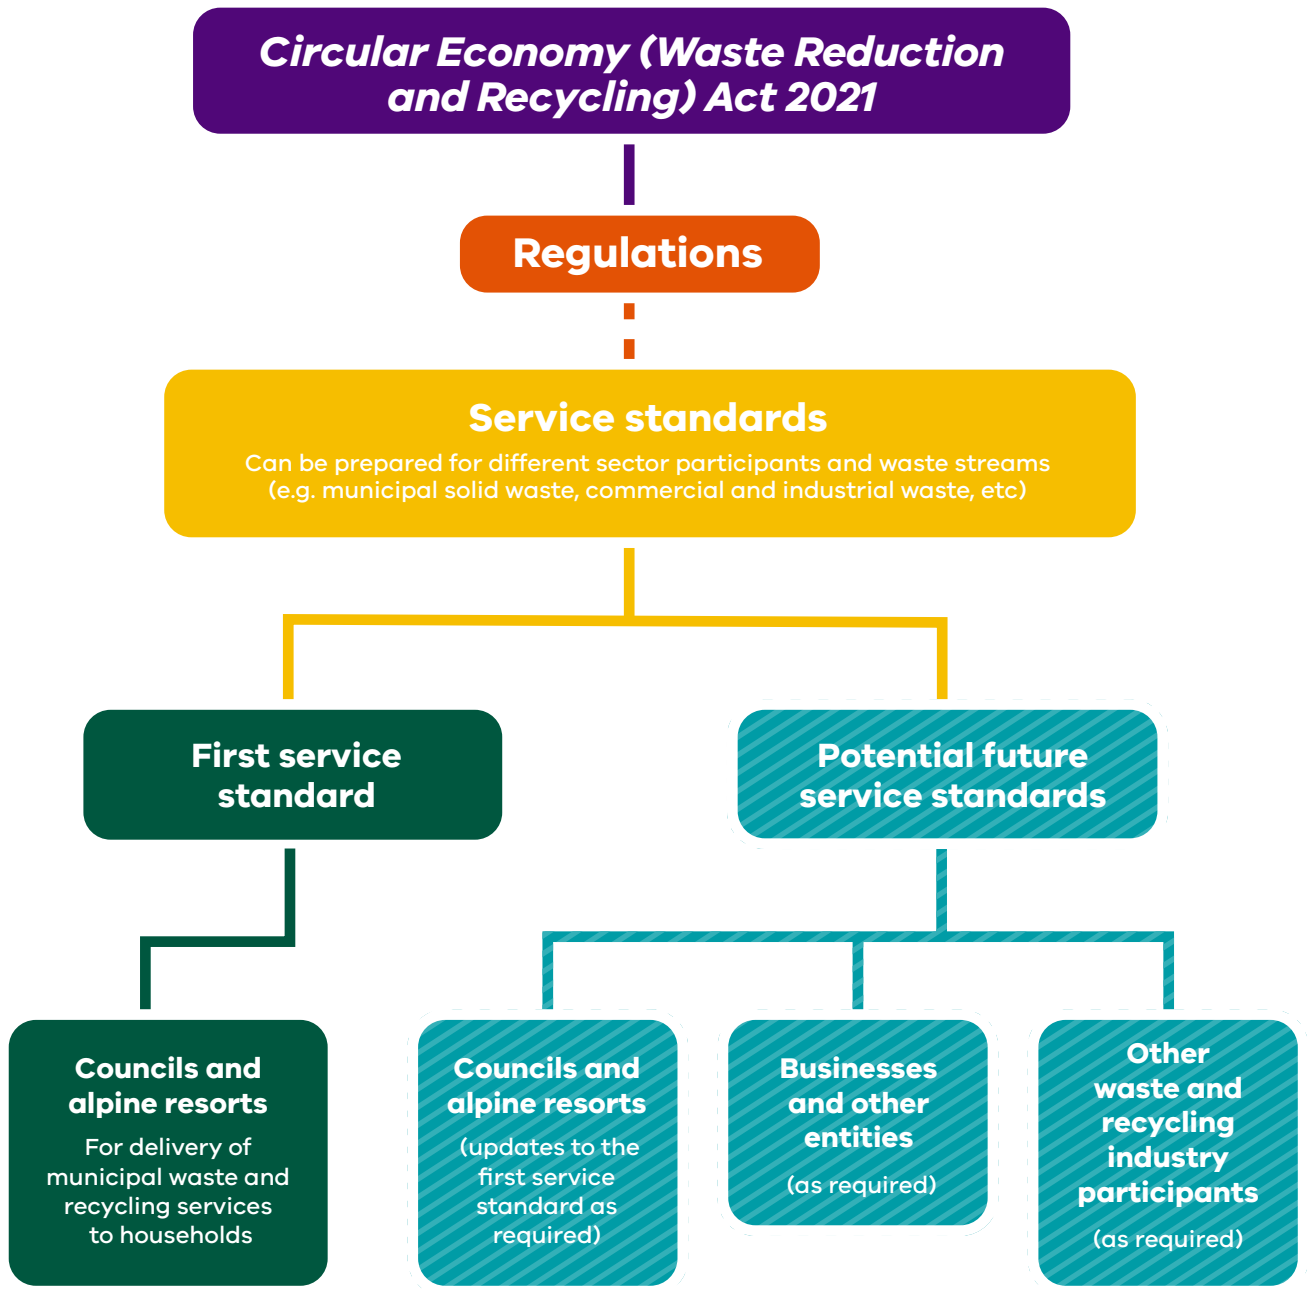 Circular Economy (Waste Reduction
and Recycling) Act 2021
Regulations
Service standards
Can be prepared for different sector participants and waste streams
(e.g. municipal solid waste, commercial and industrial waste, etc)
First service
standard
Potential future
service standards
Councils and
alpine resorts
For delivery of
municipal waste and
recycling services
to households
Councils and
alpine resorts
(updates to the
first service
standard as
required)
Businesses
and other
entities
(as required)
Other
waste and
recycling
industry
participants
(as required)